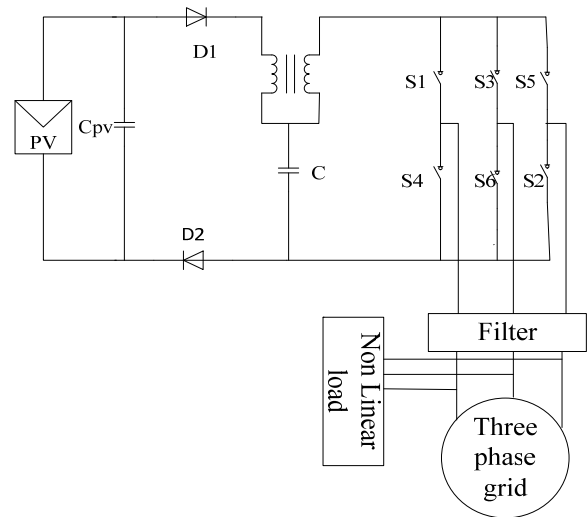 D1
S1
S3
S5
PV
Cpv
C
S4
S6
S2
D2
Filter
Non Linear
load
Three
phase
grid